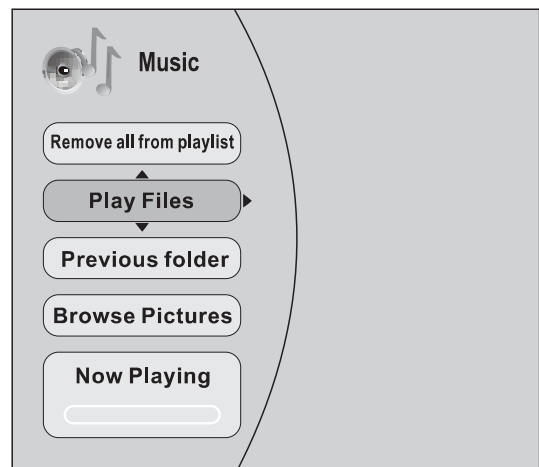 Music
Remove all from playlist
Play Files
Previous folder
Browse Pictures
Now Playing